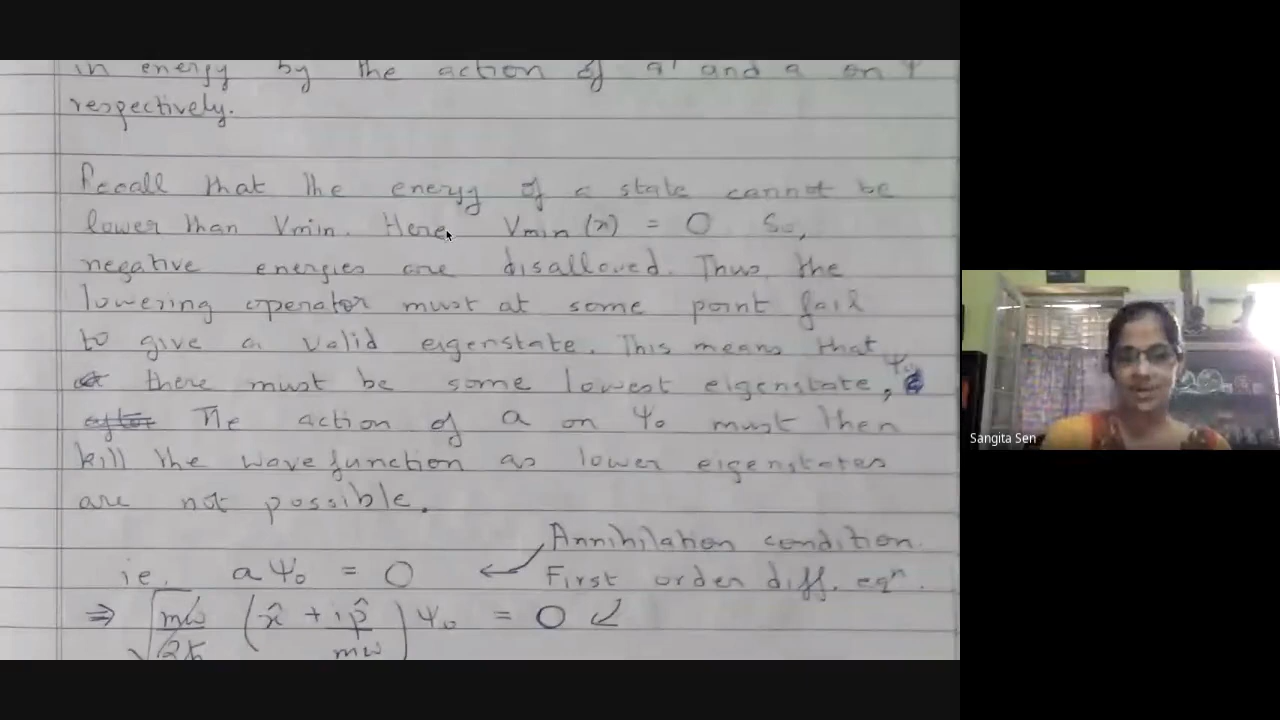 in energy by the action of a† and a on Ψ
respectively.
Recall that the energy of a state cannot be
lower than Vmin. Here, Vmin (x) = 0 So,
negative energies are disallowed. Thus, the
lowering operator must at some point fail
to give a valid eigenstate. This means that
there must be some lowest eigenstate, Ψ₀
The action of a on Ψ₀ must then
kill the wavefunction as lower eigenstates
are not possible.
Annihilation condition.
ie. aΨ₀ = 0 ← First order diff. eqⁿ.
⇒ √(mω/2ħ) (x̂ + ip̂/mω) Ψ₀ = 0
Sangita Sen